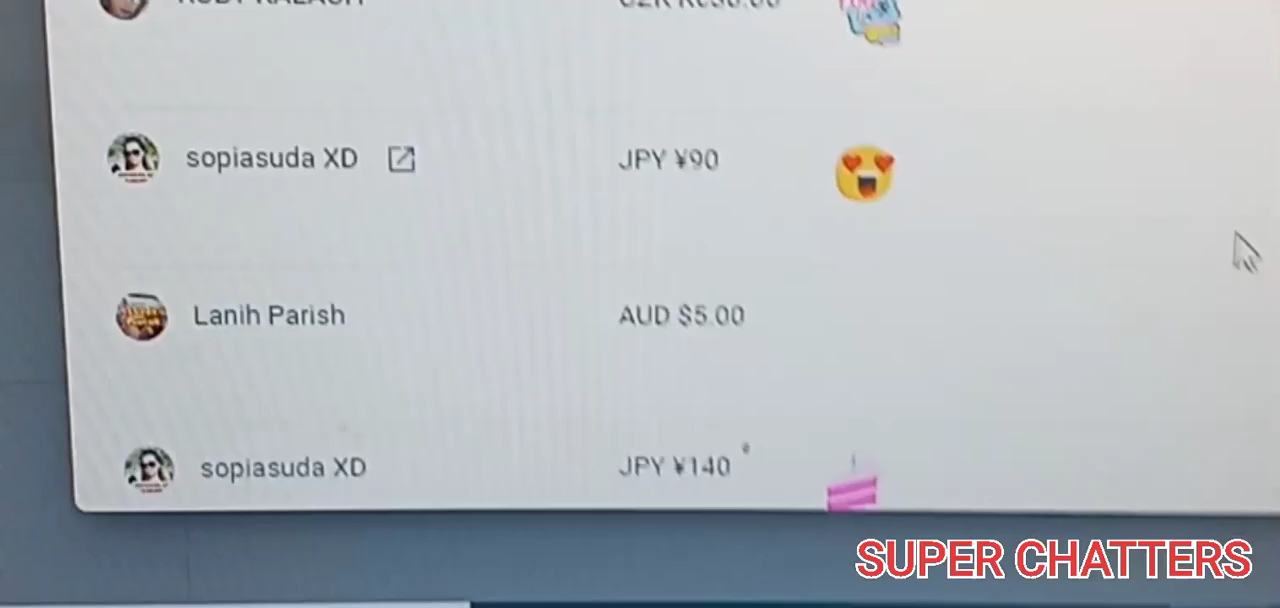 sopiasuda XD JPY ¥90
Lanih Parish AUD $5.00
sopiasuda XD JPY ¥140
SUPER CHATTERS